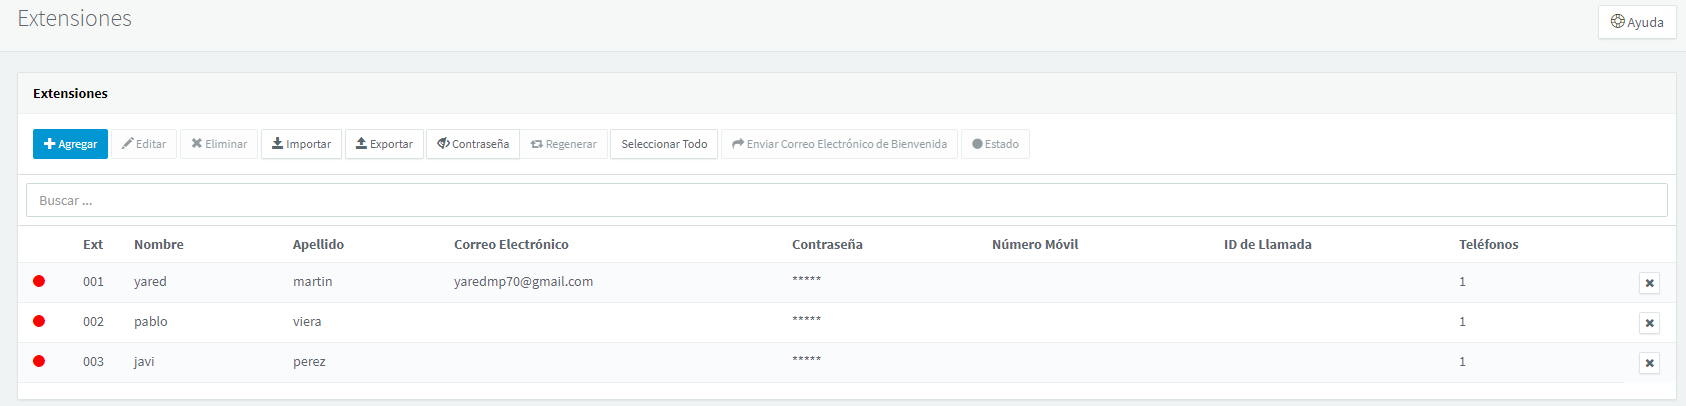 Extensiones
Ayuda
Extensiones
Agregar Editar Eliminar Importar Exportar Contraseña Regenerar Seleccionar Todo Enviar Correo Electrónico de Bienvenida Estado
Buscar ...
Ext Nombre Apellido Correo Electrónico Contraseña Número Móvil ID de Llamada Teléfonos
001 yared martin yaredmp70@gmail.com ***** 1
002 pablo viera ***** 1
003 javi perez ***** 1